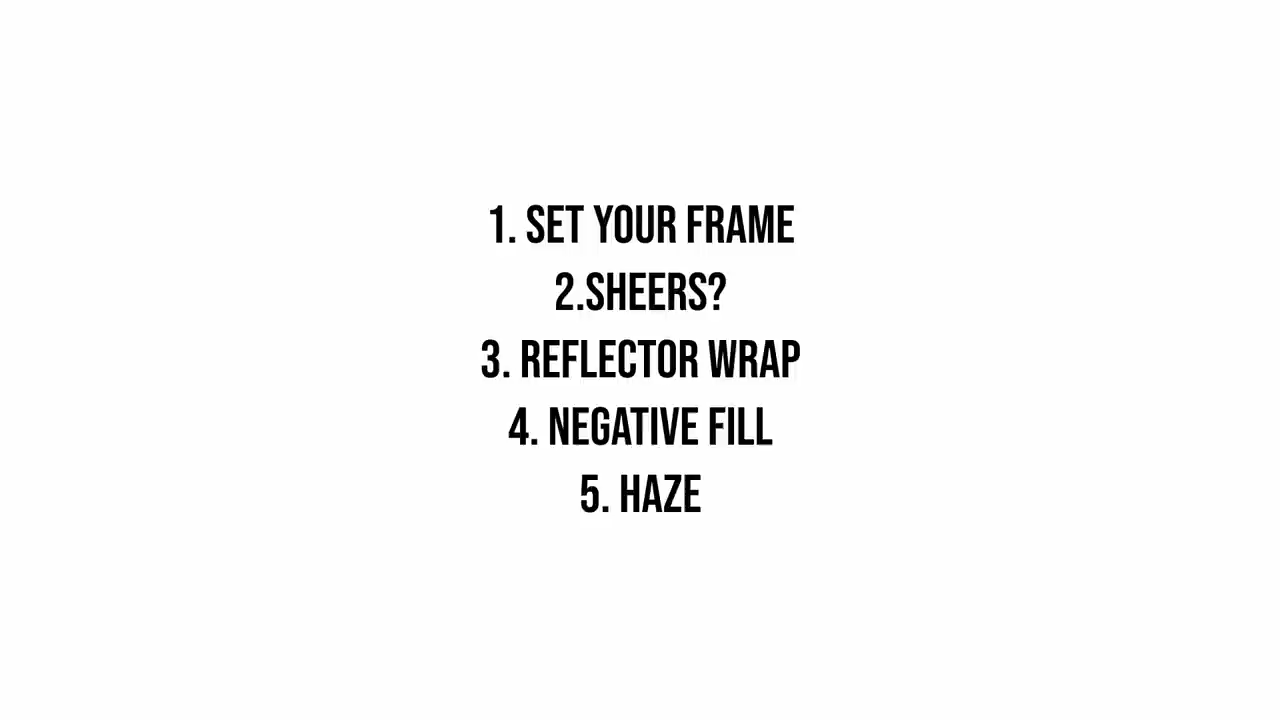 1. SET YOUR FRAME
2.SHEERS?
3. REFLECTOR WRAP
4. NEGATIVE FILL
5. HAZE